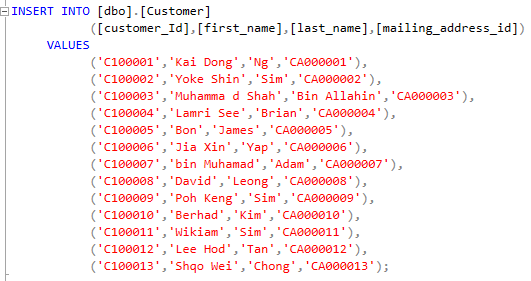 INSERT INTO [dbo].[Customer]
([customer_Id],[first_name],[last_name],[mailing_address_id])
VALUES
('C100001','Kai Dong','Ng','CA000001'),
('C100002','Yoke Shin','Sim','CA000002'),
('C100003','Muhamma d Shah','Bin Allahin','CA000003'),
('C100004','Lamri See','Brian','CA000004'),
('C100005','Bon','James','CA000005'),
('C100006','Jia Xin','Yap','CA000006'),
('C100007','bin Muhamad','Adam','CA000007'),
('C100008','David','Leong','CA000008'),
('C100009','Poh Keng','Sim','CA000009'),
('C100010','Berhad','Kim','CA000010'),
('C100011','Wikiam','Sim','CA000011'),
('C100012','Lee Hod','Tan','CA000012'),
('C100013','Shqo Wei','Chong','CA000013');